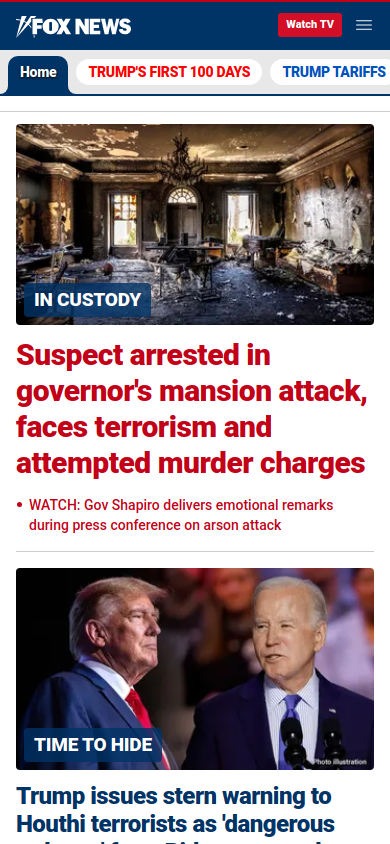 FOX NEWS
Watch TV
Home
TRUMP'S FIRST 100 DAYS
TRUMP TARIFFS
IN CUSTODY
Suspect arrested in
governor's mansion attack,
faces terrorism and
attempted murder charges
• WATCH: Gov Shapiro delivers emotional remarks
during press conference on arson attack
TIME TO HIDE
Photo illustration
Trump issues stern warning to
Houthi terrorists as 'dangerous